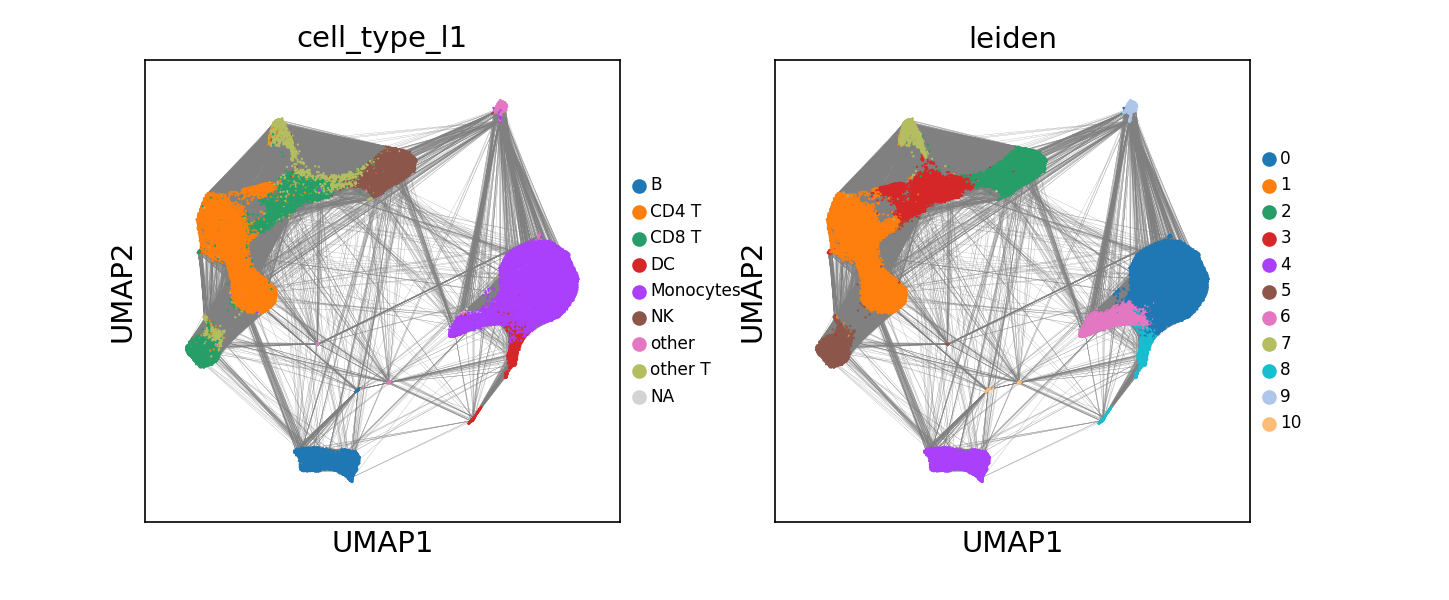 cell_type_l1
UMAP2
UMAP1
B
CD4 T
CD8 T
DC
Monocytes
NK
other
other T
NA
leiden
UMAP2
UMAP1
0
1
2
3
4
5
6
7
8
9
10